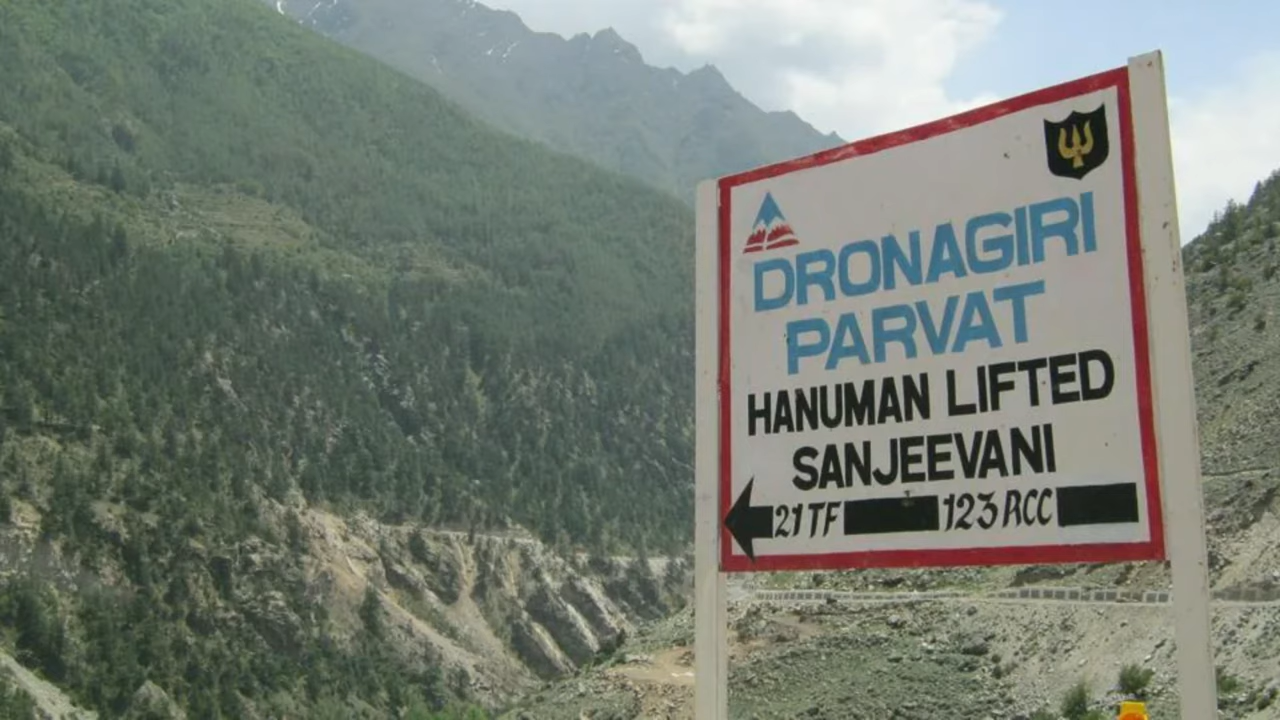 DRONAGIRI
PARVAT
HANUMAN LIFTED
SANJEEVANI
21 TF 123 RCC